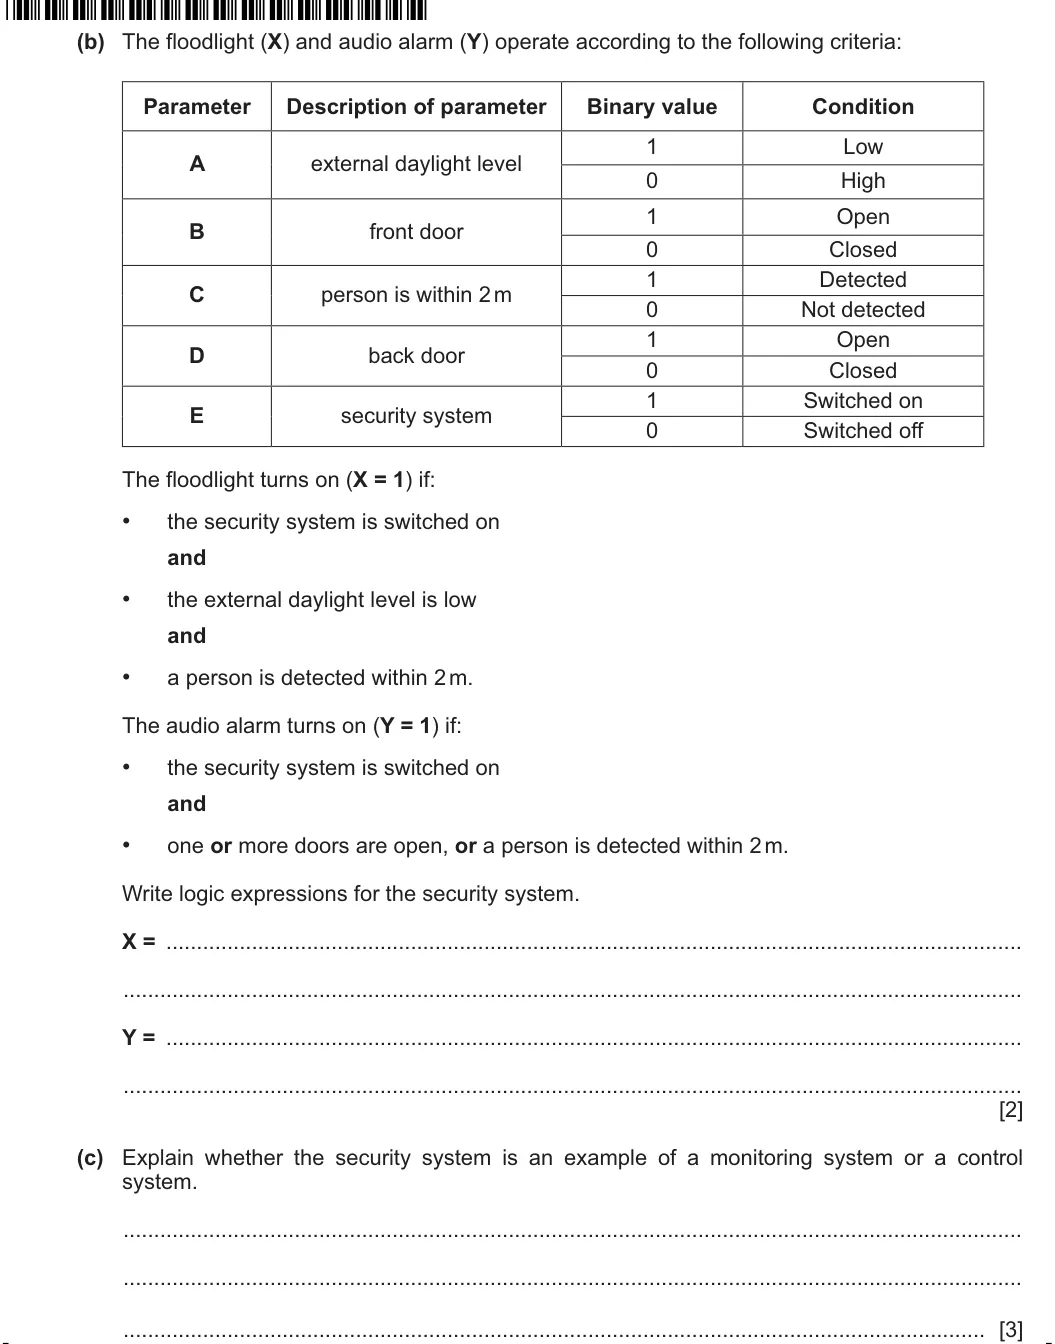 (b) The floodlight (X) and audio alarm (Y) operate according to the following criteria:
Parameter Description of parameter Binary value Condition
A external daylight level 1 Low
0 High
B front door 1 Open
0 Closed
C person is within 2 m 1 Detected
0 Not detected
D back door 1 Open
0 Closed
E security system 1 Switched on
0 Switched off
The floodlight turns on (X = 1) if:
• the security system is switched on
and
• the external daylight level is low
and
• a person is detected within 2 m.
The audio alarm turns on (Y = 1) if:
• the security system is switched on
and
• one or more doors are open, or a person is detected within 2 m.
Write logic expressions for the security system.
X = ....................................................................................................
....................................................................................................
Y = ....................................................................................................
....................................................................................................
[2]
(c) Explain whether the security system is an example of a monitoring system or a control
system.
....................................................................................................
....................................................................................................
.................................................................................................... [3]